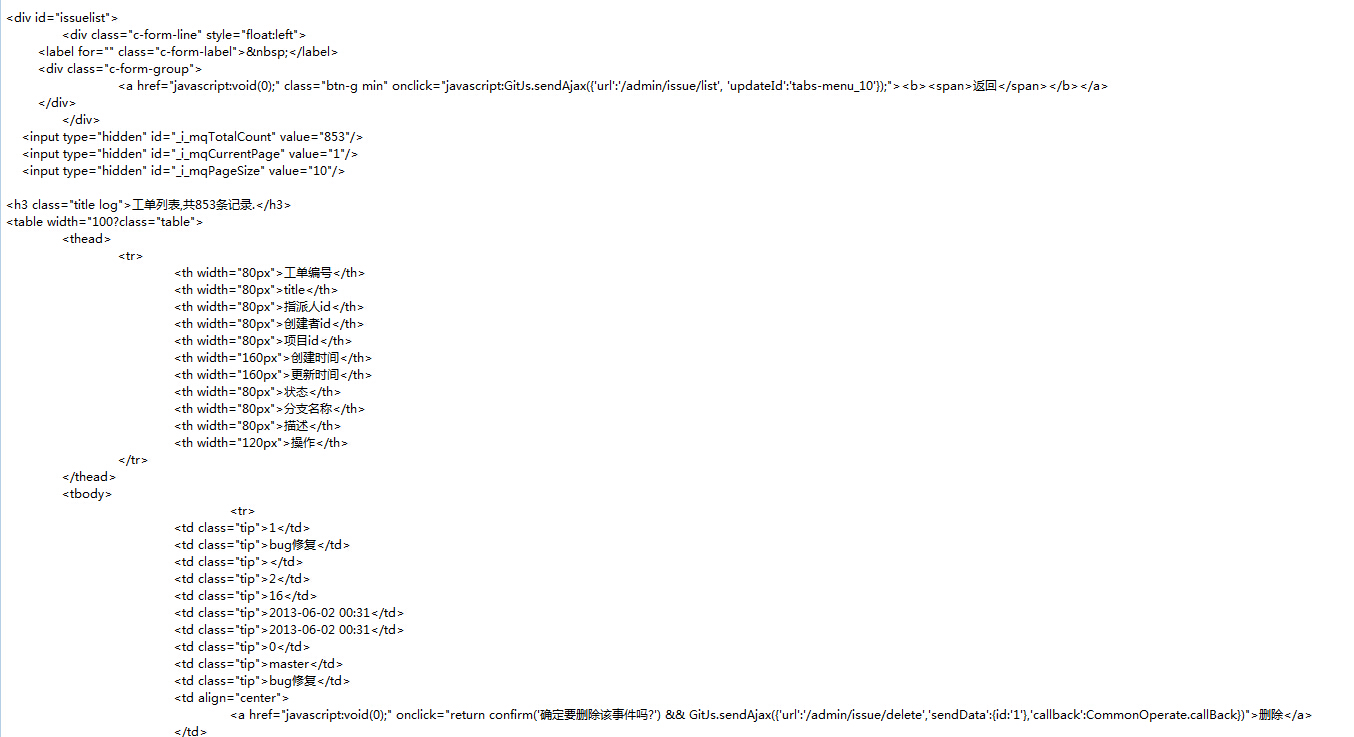 <div id="issuelist">
<div class="c-form-line" style="float:left">
<label for="" class="c-form-label">&nbsp;</label>
<div class="c-form-group">
<a href="javascript:void(0);" class="btn-g min" onclick="javascript:GitJs.sendAjax({'url':'/admin/issue/list', 'updateId':'tabs-menu_10'});"><b><span>返回</span></b></a>
</div>
</div>
<input type="hidden" id="_i_mqTotalCount" value="853"/>
<input type="hidden" id="_i_mqCurrentPage" value="1"/>
<input type="hidden" id="_i_mqPageSize" value="10"/>
<h3 class="title log">工单列表,共853条记录.</h3>
<table width="100?class="table">
<thead>
<tr>
<th width="80px">工单编号</th>
<th width="80px">title</th>
<th width="80px">指派人id</th>
<th width="80px">创建者id</th>
<th width="80px">项目id</th>
<th width="160px">创建时间</th>
<th width="160px">更新时间</th>
<th width="80px">状态</th>
<th width="80px">分支名称</th>
<th width="80px">描述</th>
<th width="120px">操作</th>
</tr>
</thead>
<tbody>
<tr>
<td class="tip">1</td>
<td class="tip">bug修复</td>
<td class="tip"></td>
<td class="tip">2</td>
<td class="tip">16</td>
<td class="tip">2013-06-02 00:31</td>
<td class="tip">2013-06-02 00:31</td>
<td class="tip">0</td>
<td class="tip">master</td>
<td class="tip">bug修复</td>
<td align="center">
<a href="javascript:void(0);" onclick="return confirm('确定要删除该事件吗?') && GitJs.sendAjax({'url':'/admin/issue/delete','sendData':{id:'1'},'callback':CommonOperate.callBack})">删除</a>
</td>